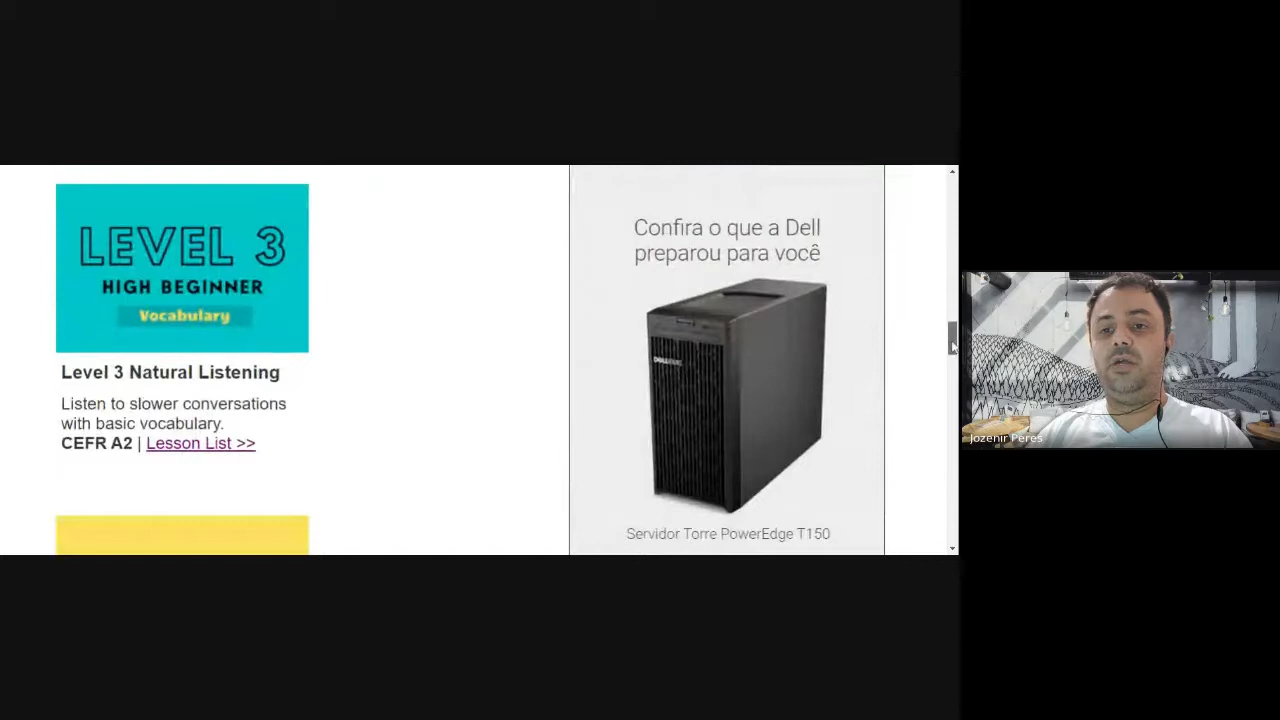 LEVEL 3
HIGH BEGINNER
Vocabulary
Level 3 Natural Listening
Listen to slower conversations
with basic vocabulary.
CEFR A2 | Lesson List >>
Confira o que a Dell
preparou para você
Servidor Torre PowerEdge T150
Jozenir Peres